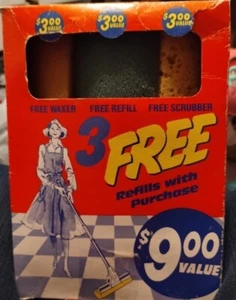 $3.00 VALUE $3.00 VALUE $3.00 VALUE
FREE WAXER FREE REFILL FREE SCRUBBER
3 FREE
Refills with
Purchase
$9.00
VALUE